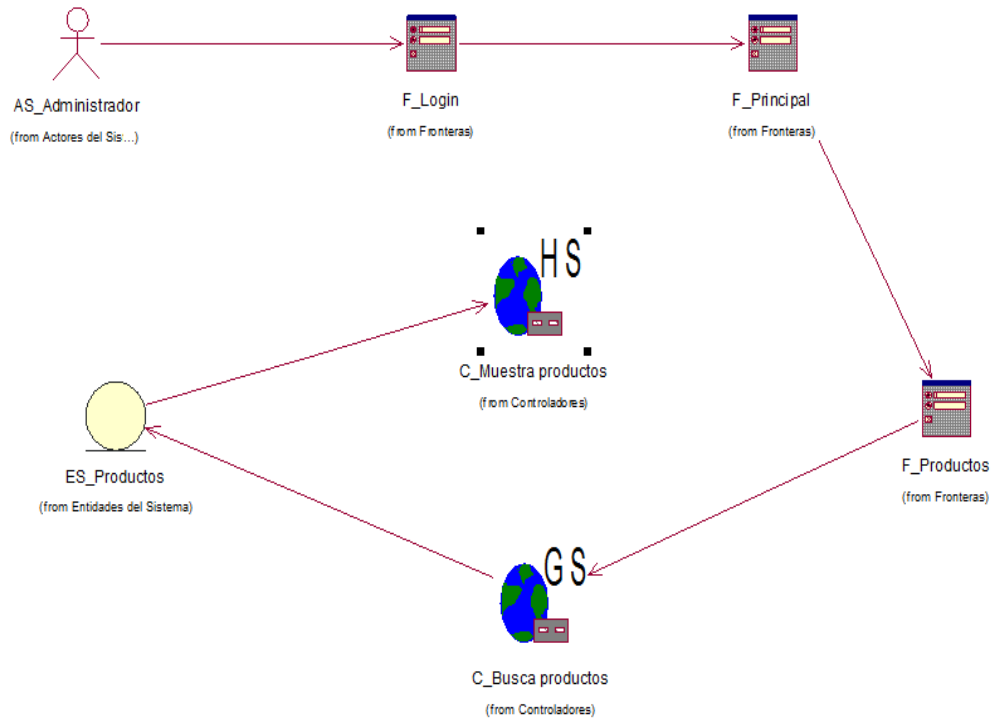 AS_Administrador
(from Actores del Sis...)
F_Login
(from Fronteras)
F_Principal
(from Fronteras)
HS
C_Muestra productos
(from Controladores)
ES_Productos
(from Entidades del Sistema)
F_Productos
(from Fronteras)
GS
C_Busca productos
(from Controladores)